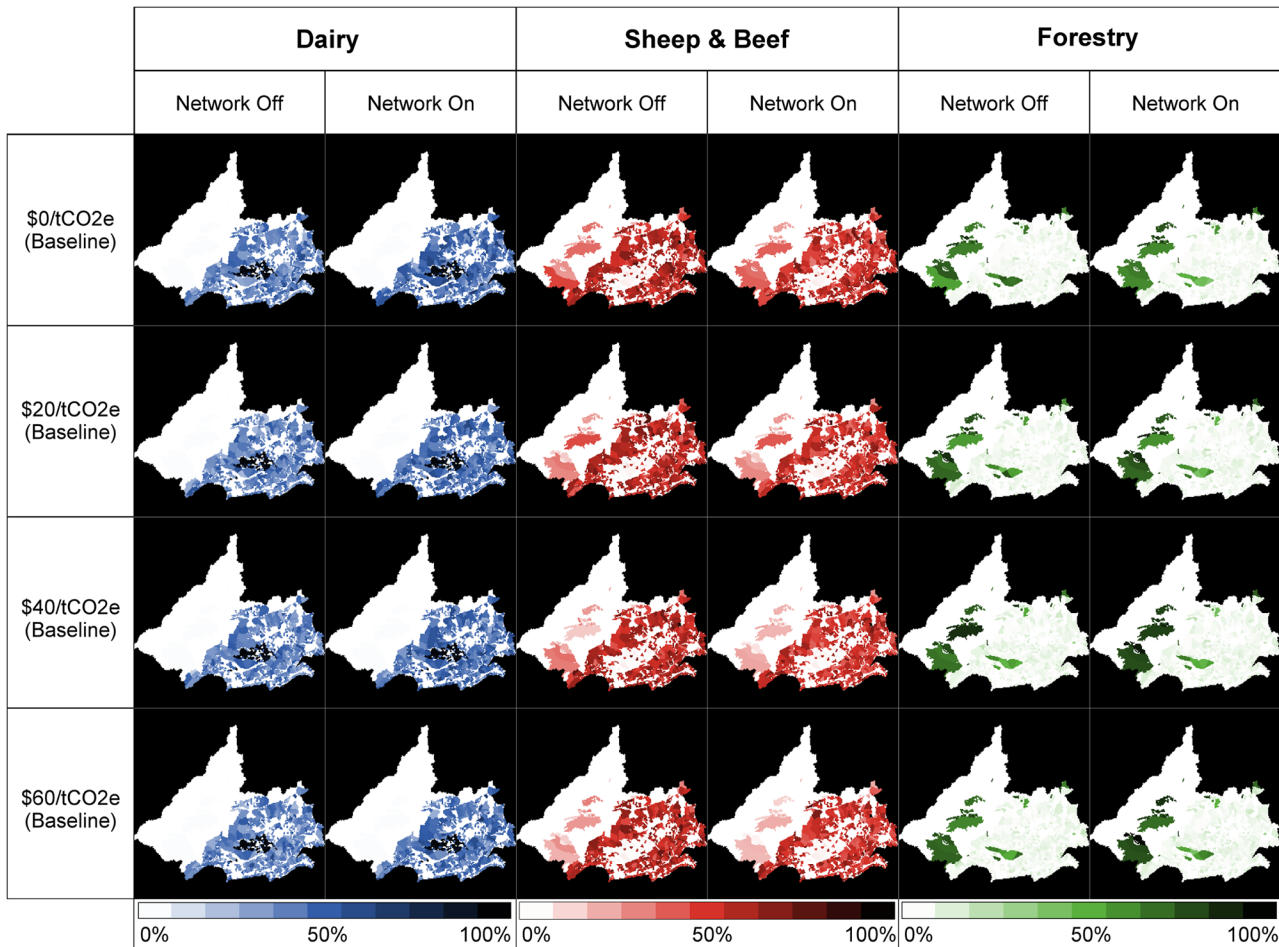 Dairy
Sheep & Beef
Forestry
Network Off
Network On
Network Off
Network On
Network Off
Network On
$0/tCO2e
(Baseline)
$20/tCO2e
(Baseline)
$40/tCO2e
(Baseline)
$60/tCO2e
(Baseline)
0%
50%
100%
0%
50%
100%
0%
50%
100%